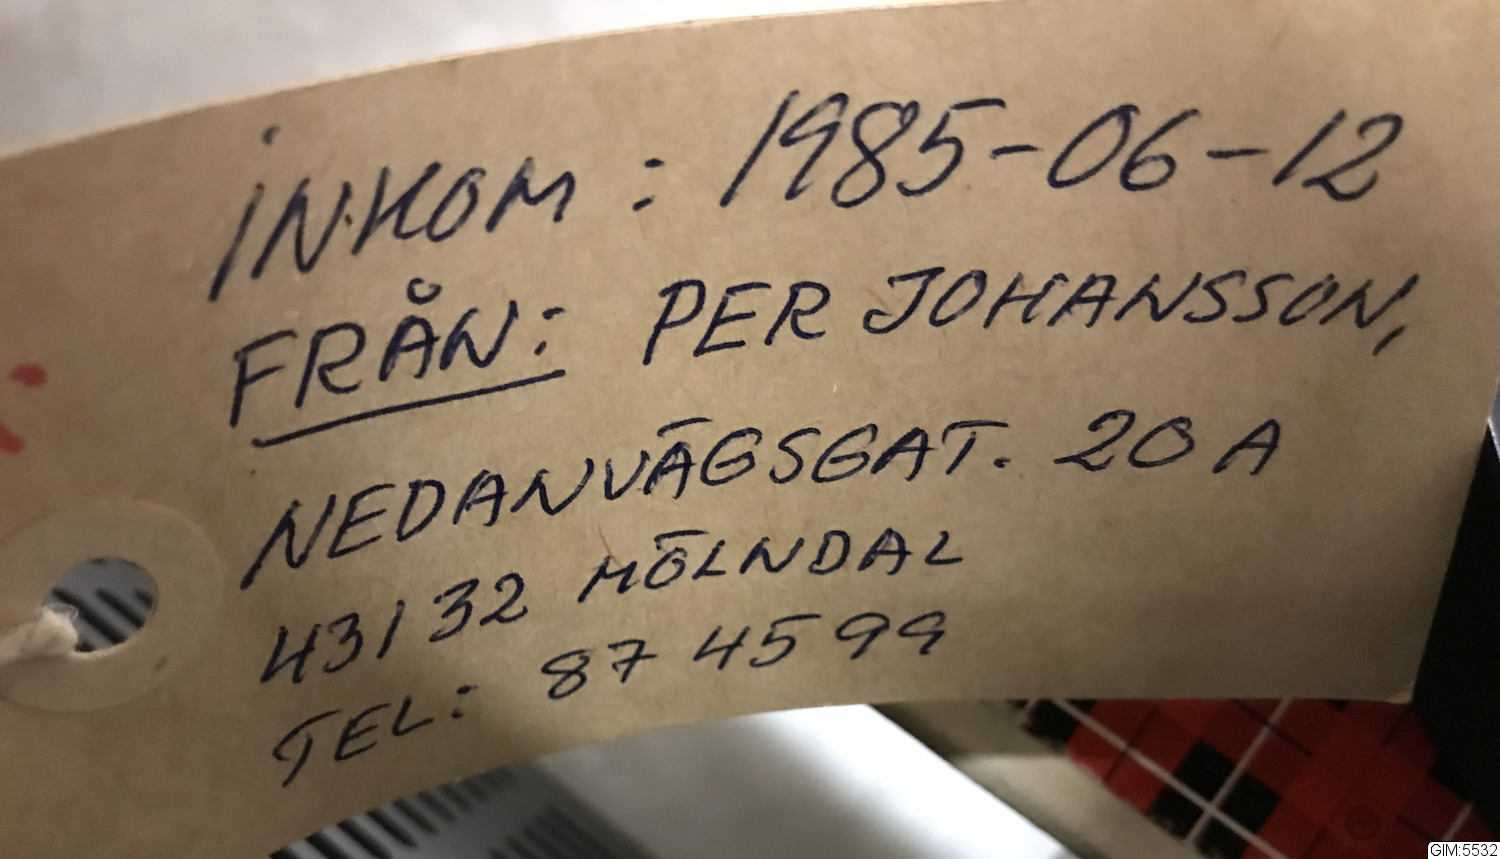 INKOM: 1985-06-12
FRÅN: PER JOHANSSON,
NEDANVÄGSGAT. 20 A
43132 MÖLNDAL
TEL: 87 45 99
GIM:5532